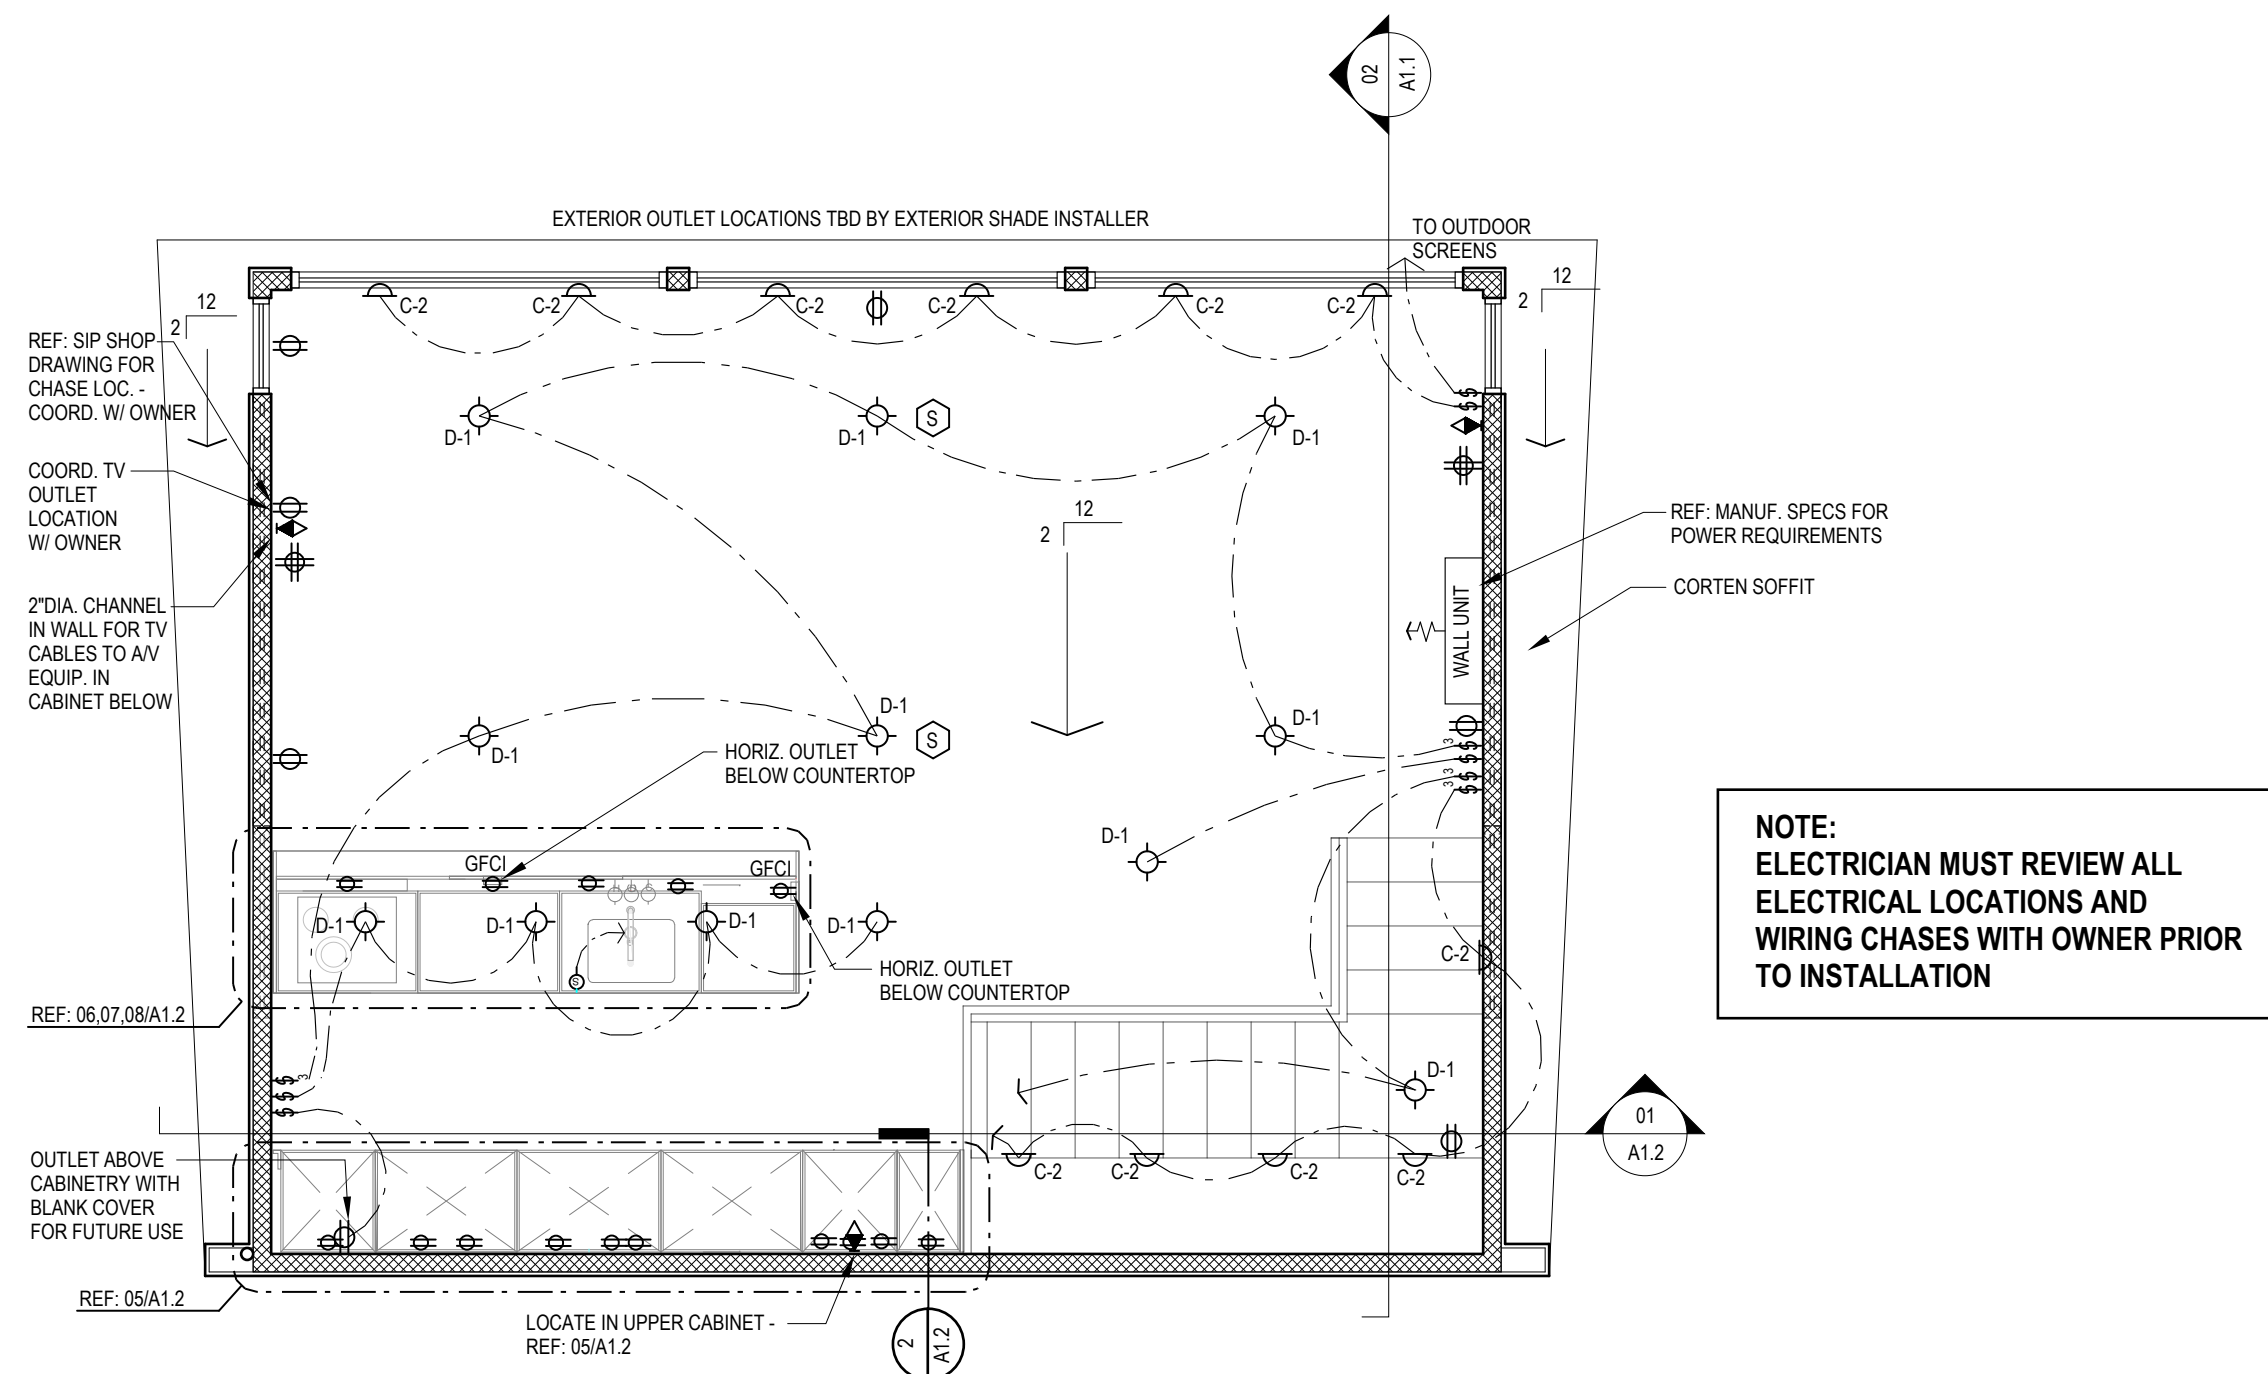 02
A1.1
EXTERIOR OUTLET LOCATIONS TBD BY EXTERIOR SHADE INSTALLER
TO OUTDOOR
SCREENS
12
2
12
2
C-2
C-2
C-2
C-2
C-2
C-2
REF: SIP SHOP
DRAWING FOR
CHASE LOC. -
COORD. W/ OWNER
D-1
D-1
S
D-1
COORD. TV
OUTLET
LOCATION
W/ OWNER
12
2
REF: MANUF. SPECS FOR
POWER REQUIREMENTS
CORTEN SOFFIT
WALL UNIT
2"DIA. CHANNEL
IN WALL FOR TV
CABLES TO A/V
EQUIP. IN
CABINET BELOW
D-1
D-1
S
D-1
HORIZ. OUTLET
BELOW COUNTERTOP
3
3
3
NOTE:
ELECTRICIAN MUST REVIEW ALL
ELECTRICAL LOCATIONS AND
WIRING CHASES WITH OWNER PRIOR
TO INSTALLATION
D-1
GFCI
GFCI
D-1
D-1
D-1
D-1
S
C-2
HORIZ. OUTLET
BELOW COUNTERTOP
REF: 06,07,08/A1.2
3
D-1
01
A1.2
OUTLET ABOVE
CABINETRY WITH
BLANK COVER
FOR FUTURE USE
C-2
C-2
C-2
C-2
REF: 05/A1.2
LOCATE IN UPPER CABINET -
REF: 05/A1.2
2
A1.2